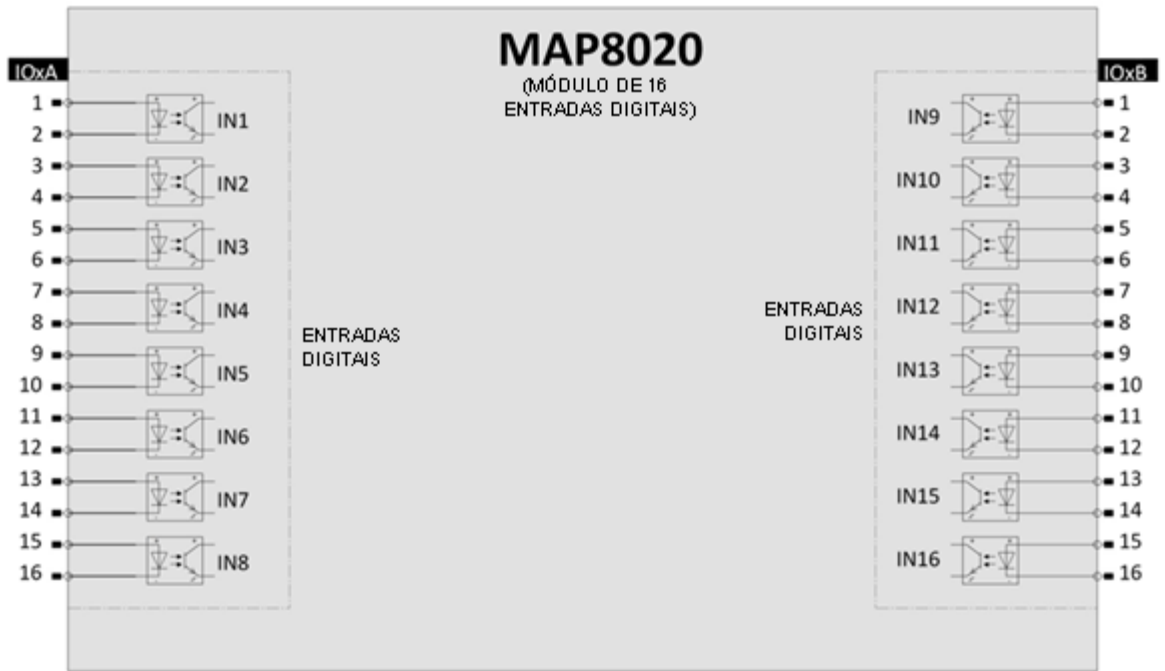 MAP8020
(MÓDULO DE 16
ENTRADAS DIGITAIS)
IOxA
1
2
IN1
3
4
IN2
5
6
IN3
7
8
IN4
9
10
IN5
11
12
IN6
13
14
IN7
15
16
IN8
ENTRADAS
DIGITAIS
ENTRADAS
DIGITAIS
IOxB
IN9
1
2
IN10
3
4
IN11
5
6
IN12
7
8
IN13
9
10
IN14
11
12
IN15
13
14
IN16
15
16